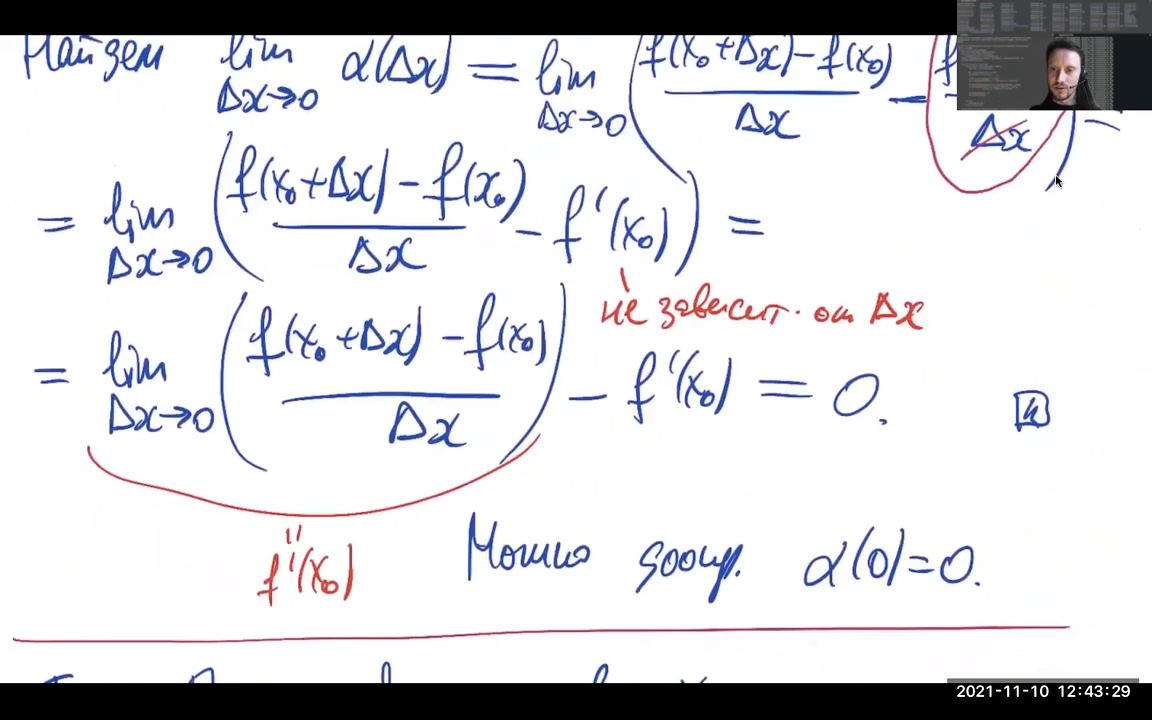 Найдем lim Δx→0 α(Δx) = lim Δx→0 ( f(x₀+Δx) − f(x₀) / Δx −
Δx ) =
= lim Δx→0 ( f(x₀+Δx) − f(x₀) / Δx − f'(x₀) ) =
не зависит от Δx
= lim Δx→0 ( f(x₀+Δx) − f(x₀) / Δx ) − f'(x₀) = 0.
"
f'(x₀)
Можно α(0)=0.
2021-11-10 12:43:29